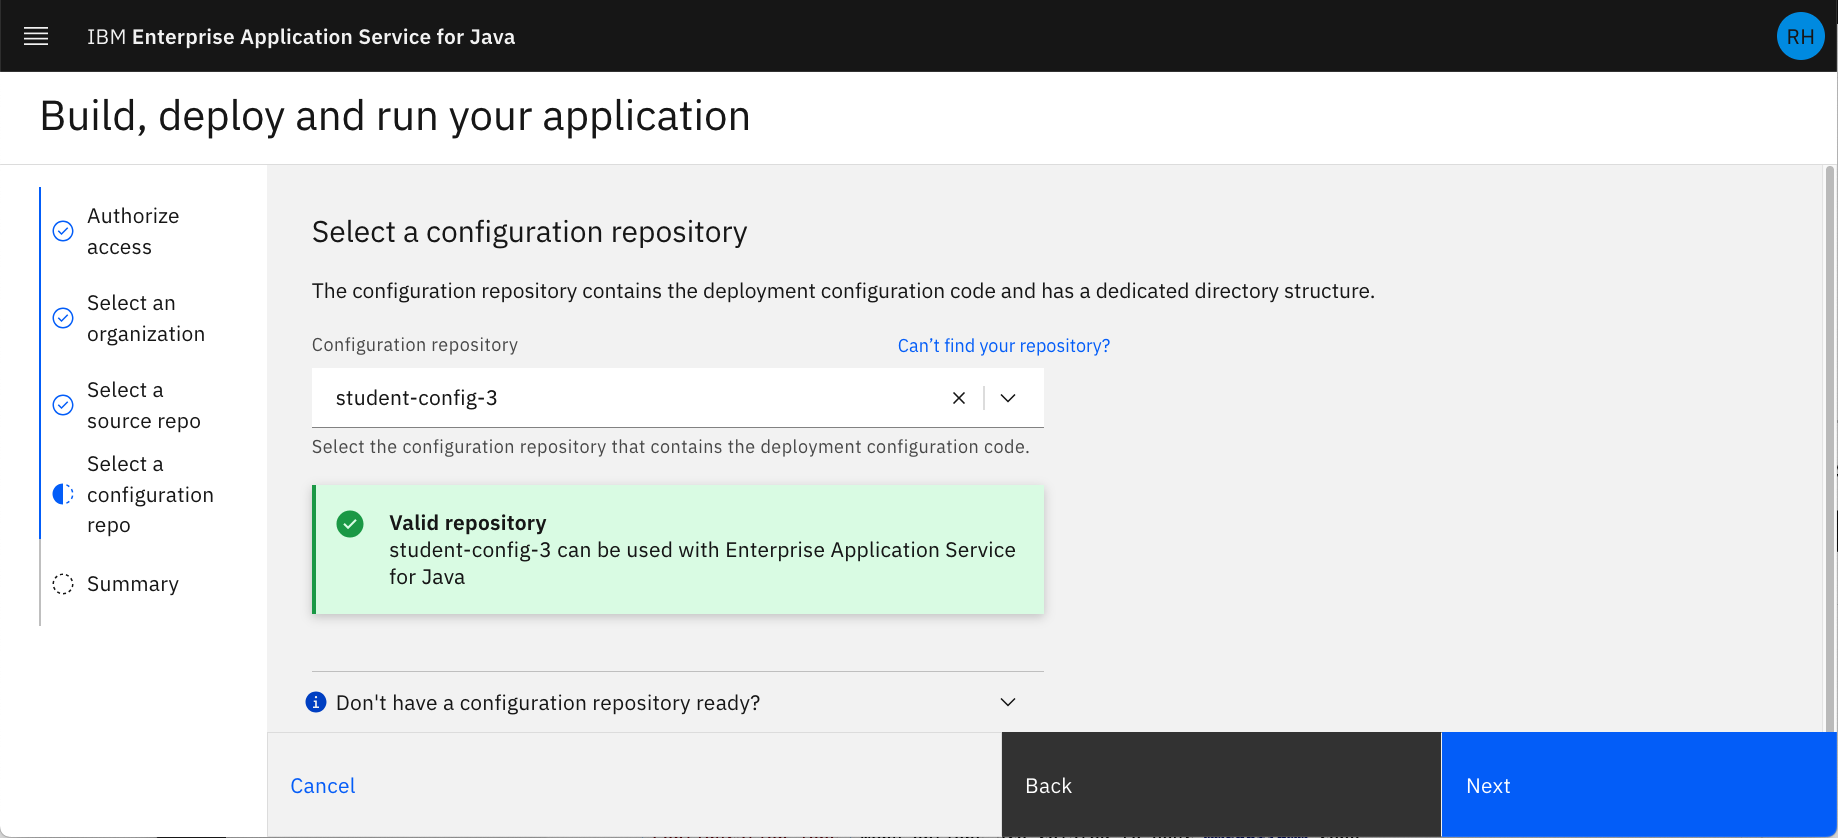 IBM Enterprise Application Service for Java
RH
Build, deploy and run your application
Authorize
access
Select an
organization
Select a
source repo
Select a
configuration
repo
Summary
Select a configuration repository
The configuration repository contains the deployment configuration code and has a dedicated directory structure.
Configuration repository
Can't find your repository?
student-config-3
Select the configuration repository that contains the deployment configuration code.
Valid repository
student-config-3 can be used with Enterprise Application Service
for Java
Don't have a configuration repository ready?
Cancel
Back
Next